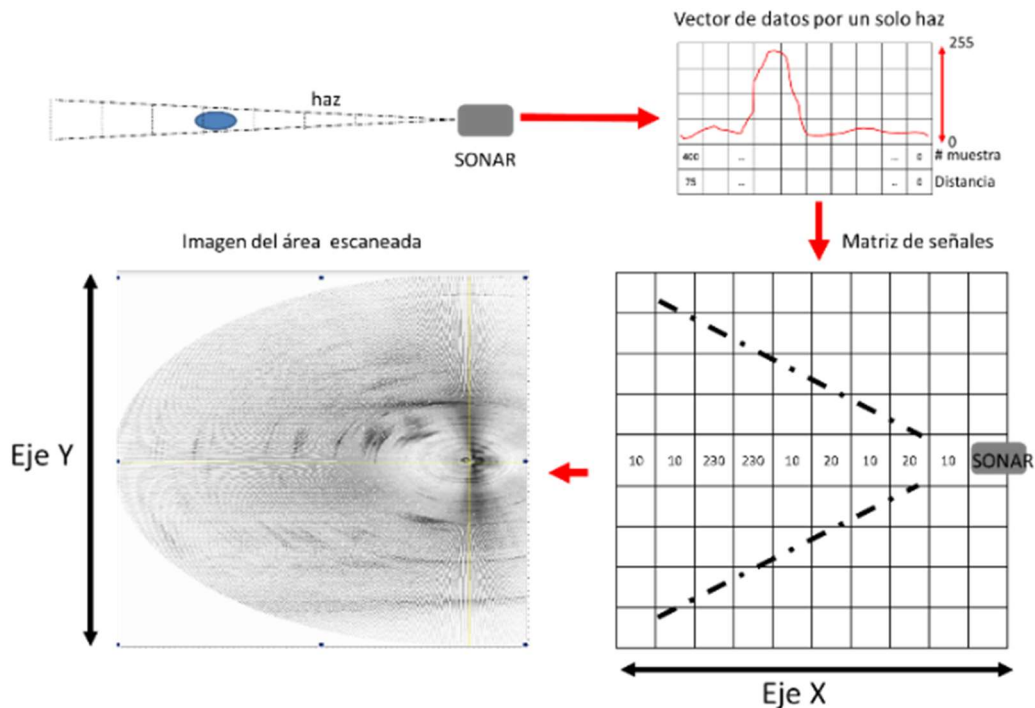 Vector de datos por un solo haz
255
haz
0
SONAR
400 ... ... 0 # muestra
75 ... ... 0 Distancia
Imagen del área escaneada
Matriz de señales
Eje Y
10 10 230 230 10 20 10 20 10 SONAR
Eje X